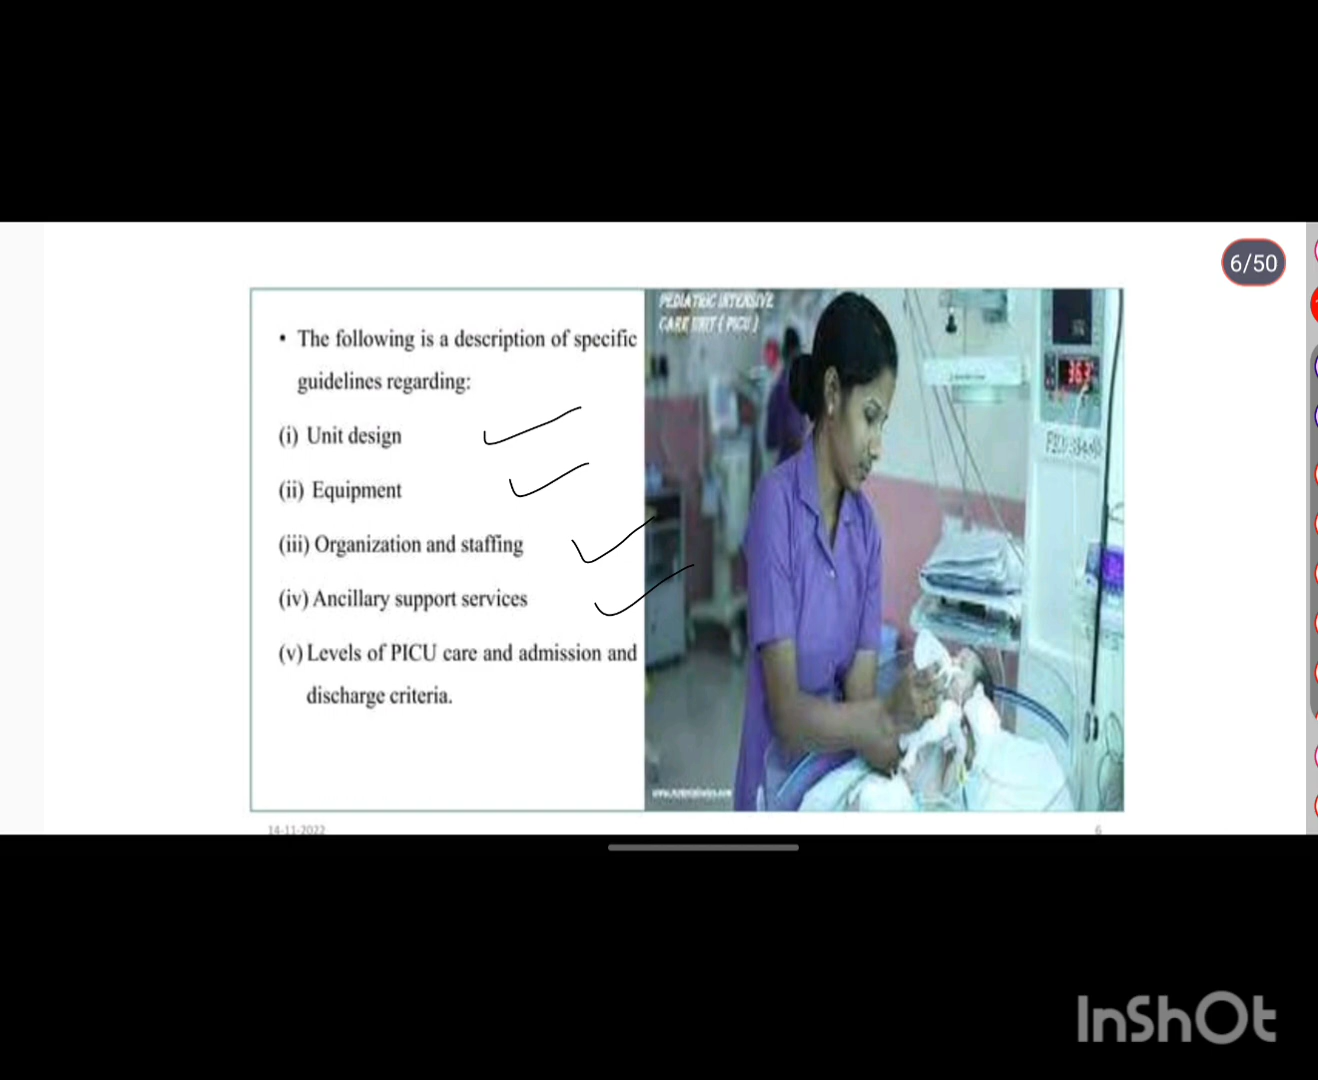 6/50
• The following is a description of specific
guidelines regarding:
(i) Unit design
(ii) Equipment
(iii) Organization and staffing
(iv) Ancillary support services
(v) Levels of PICU care and admission and
discharge criteria.
PEDIATRIC INTENSIVE
CARE UNIT ( PICU )
14-11-2022
6
InShOt